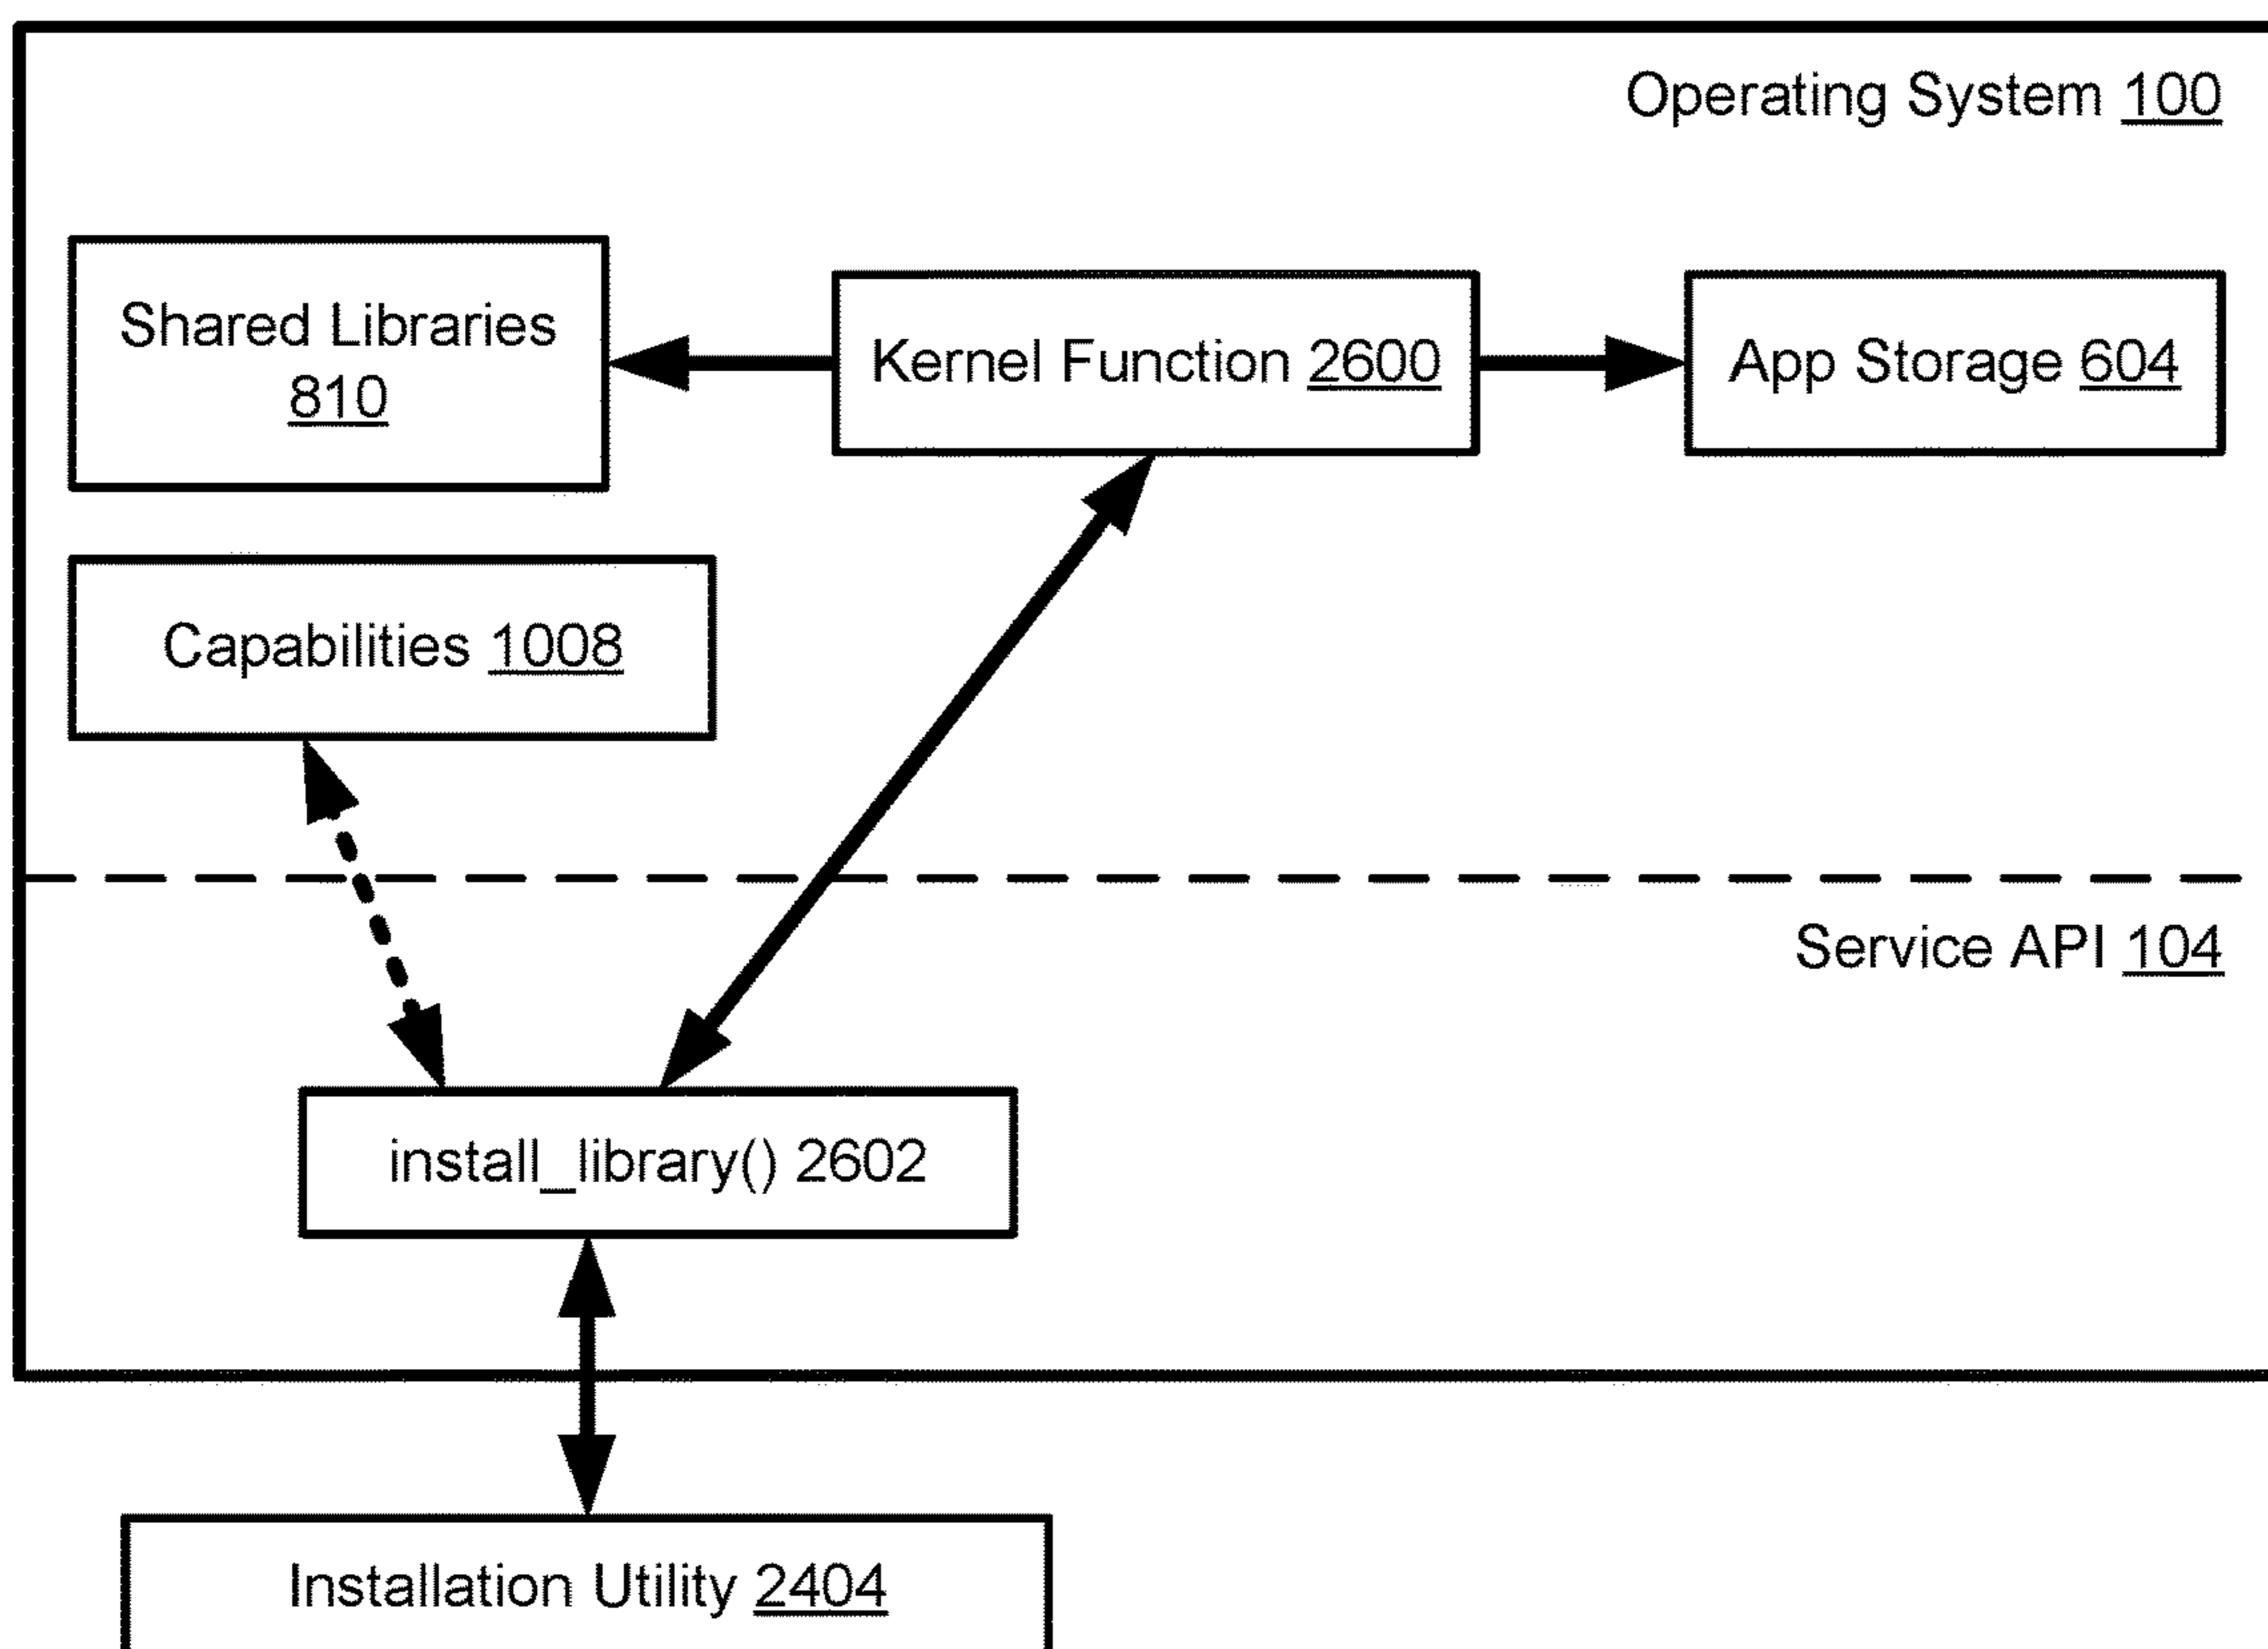 Operating System 100
Shared Libraries
810
Kernel Function 2600
App Storage 604
Capabilities 1008
Service API 104
install_library() 2602
Installation Utility 2404